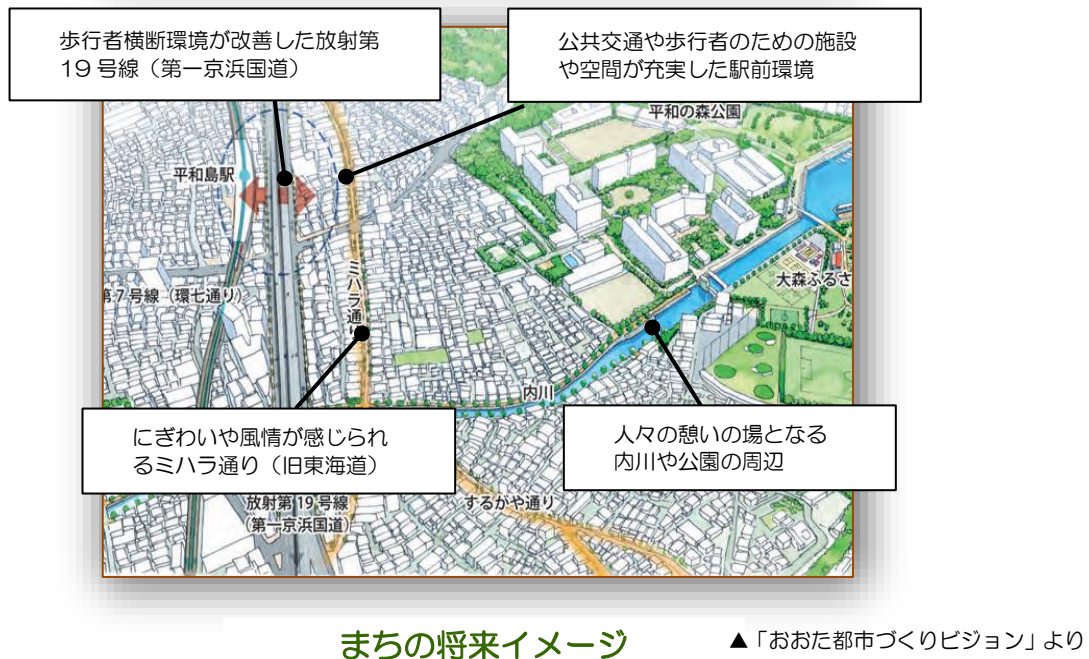 歩行者横断環境が改善した放射第
19号線（第一京浜国道）
公共交通や歩行者のための施設
や空間が充実した駅前環境
平和の森公園
平和島駅
大森ふるさ
第7号線（環七通り）
ミハラ通り
内川
にぎわいや風情が感じられ
るミハラ通り（旧東海道）
人々の憩いの場となる
内川や公園の周辺
放射第19号線
（第一京浜国道）
するがや通り
まちの将来イメージ
▲「おおた都市づくりビジョン」より